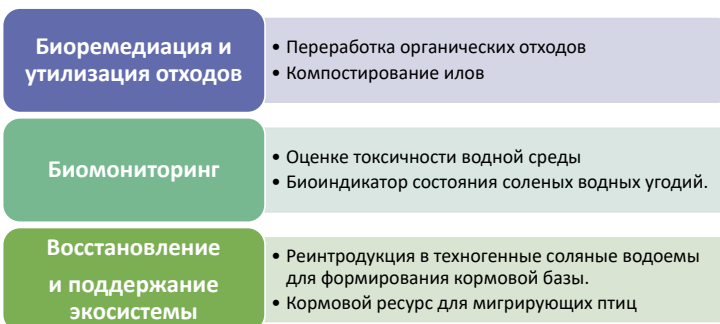 Биоремедиация и
утилизация отходов
• Переработка органических отходов
• Компостирование илов
Биомониторинг
• Оценке токсичности водной среды
• Биоиндикатор состояния соленых водных угодий.
Восстановление
и поддержание
экосистемы
• Реинтродукция в техногенные соляные водоемы
для формирования кормовой базы.
• Кормовой ресурс для мигрирующих птиц